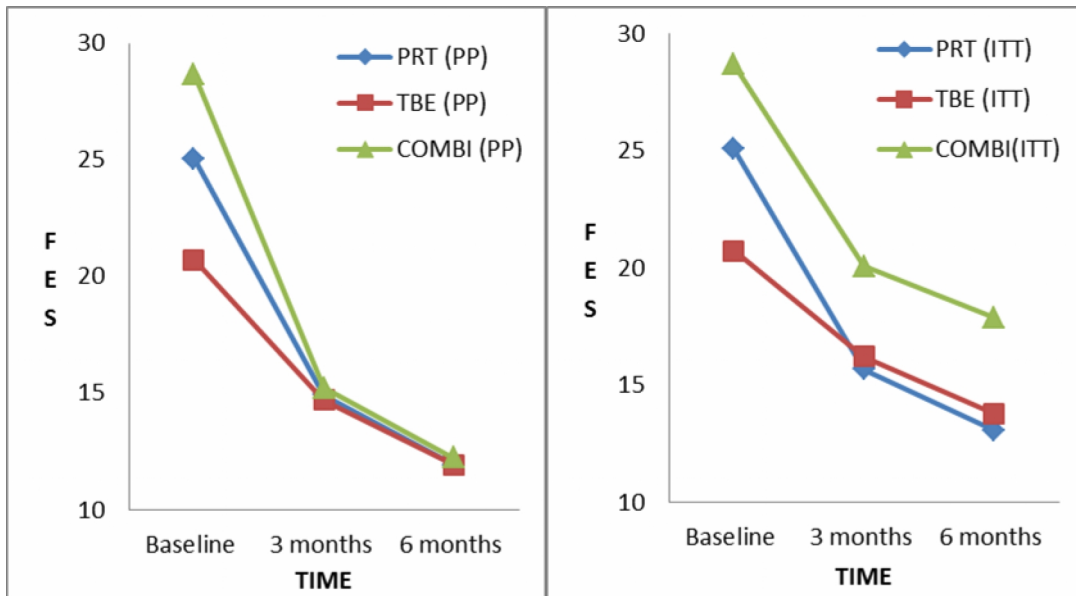 30
25
20
15
10
F
E
S
PRT (PP)
TBE (PP)
COMBI (PP)
Baseline 3 months 6 months
TIME
30
25
20
15
10
F
E
S
PRT (ITT)
TBE (ITT)
COMBI(ITT)
Baseline 3 months 6 months
TIME